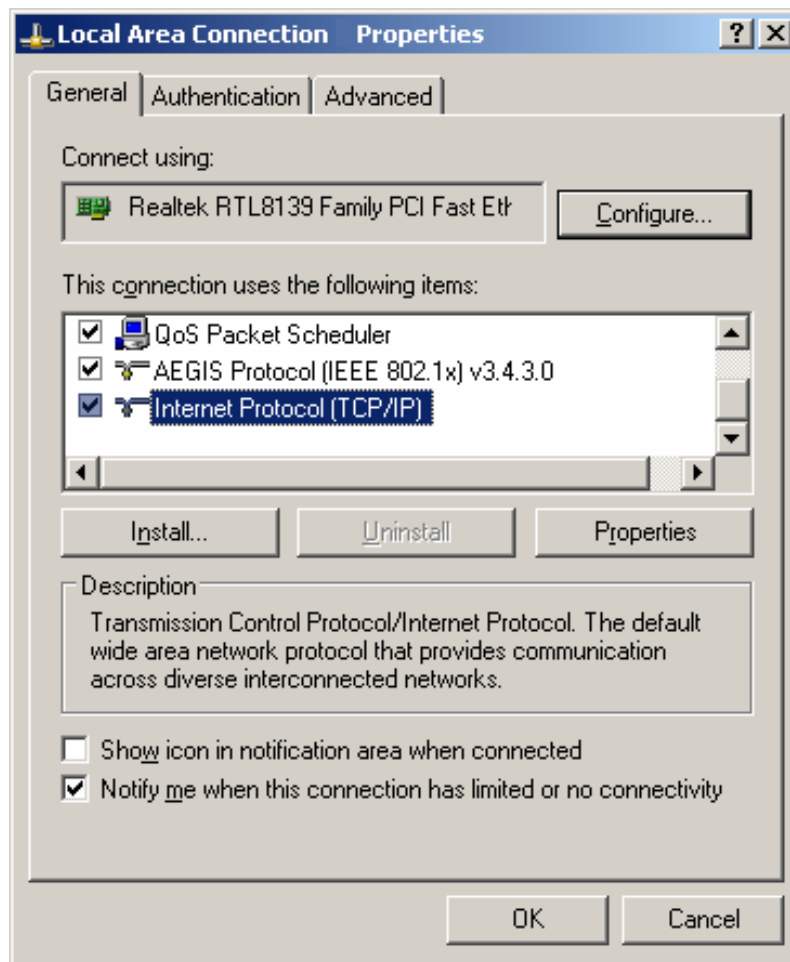 Local Area Connection Properties
? X
General Authentication Advanced
Connect using:
Realtek RTL8139 Family PCI Fast Eth
Configure...
This connection uses the following items:
QoS Packet Scheduler
AEGIS Protocol (IEEE 802.1x) v3.4.3.0
Internet Protocol (TCP/IP)
Install... Uninstall Properties
Description
Transmission Control Protocol/Internet Protocol. The default
wide area network protocol that provides communication
across diverse interconnected networks.
Show icon in notification area when connected
Notify me when this connection has limited or no connectivity
OK Cancel